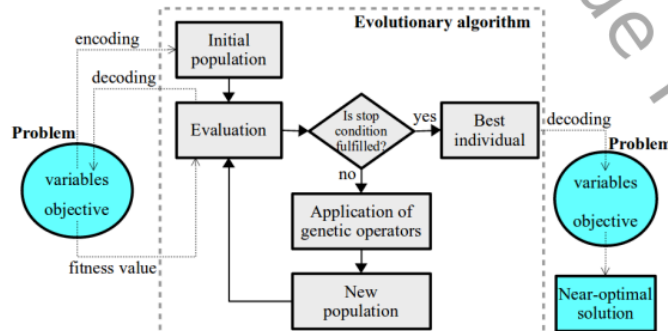 Evolutionary algorithm
encoding
Initial
population
decoding
Problem
variables
objective
fitness value
Evaluation
Is stop
condition
fulfilled?
yes
no
Best
individual
decoding
Problem
variables
objective
Near-optimal
solution
Application of
genetic operators
New
population